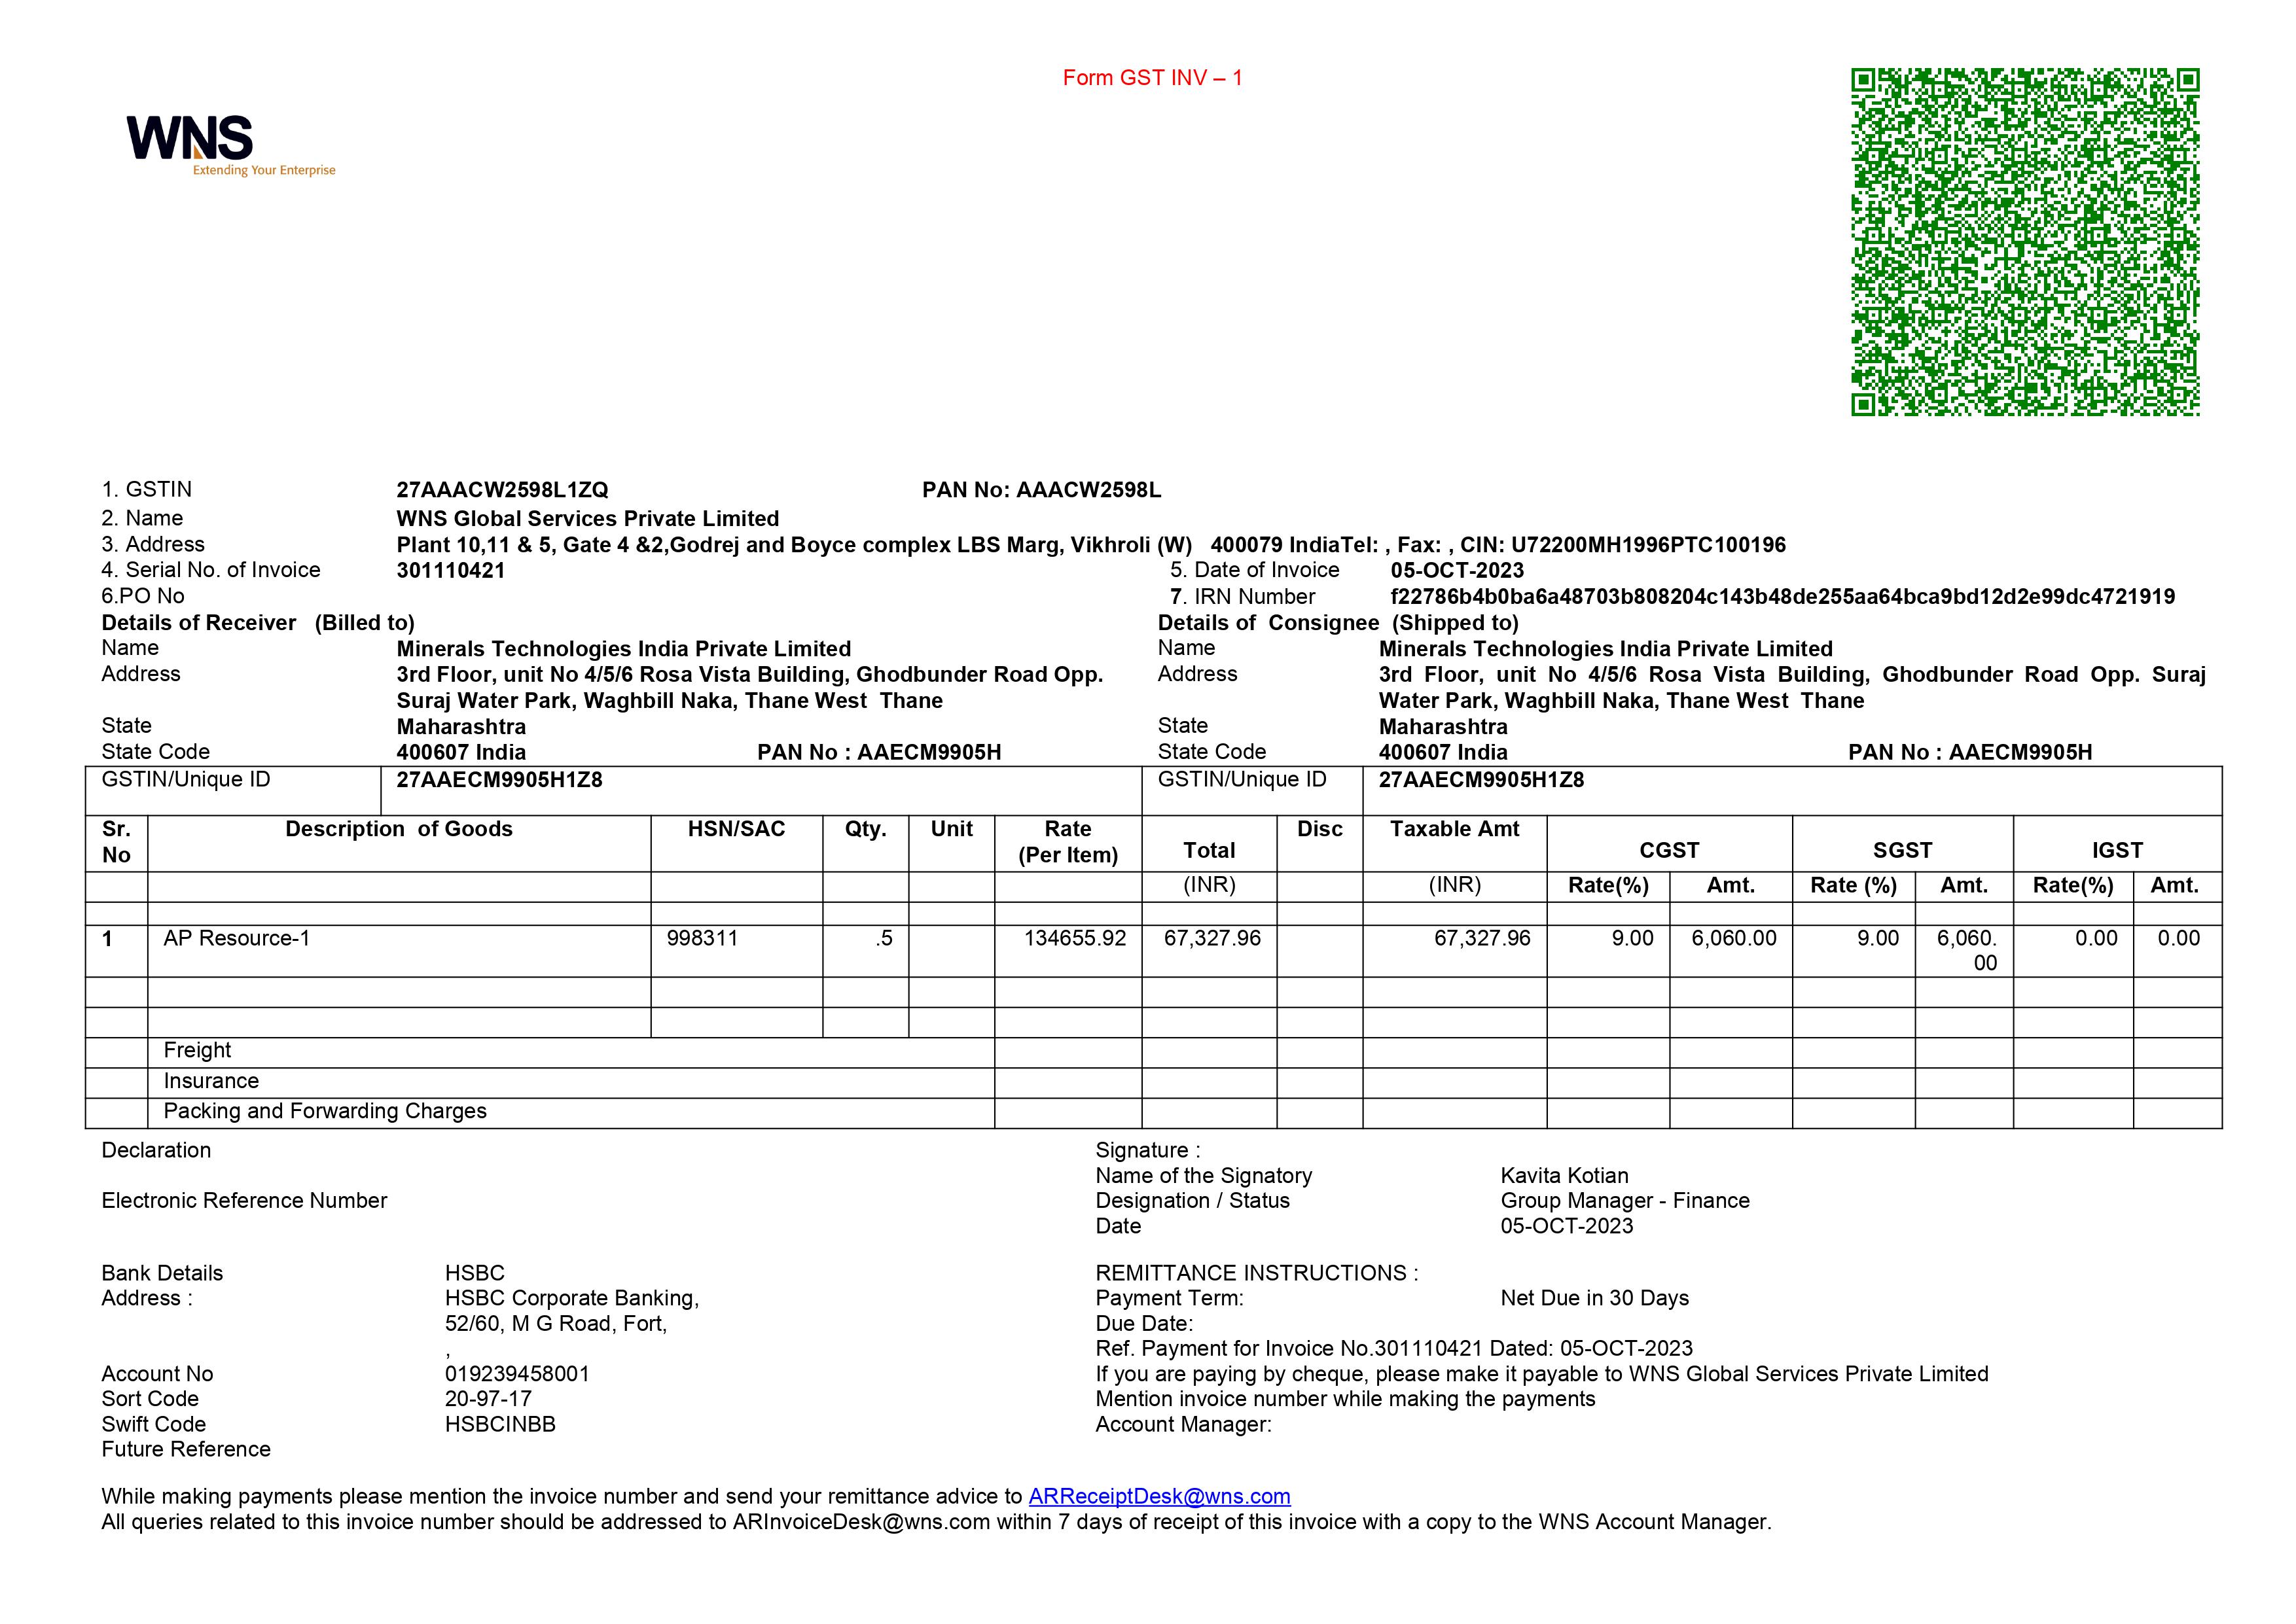 Form GST INV – 1
WNS
Extending Your Enterprise
1. GSTIN 27AAACW2598L1ZQ PAN No: AAACW2598L
2. Name WNS Global Services Private Limited
3. Address Plant 10,11 & 5, Gate 4 &2,Godrej and Boyce complex LBS Marg, Vikhroli (W) 400079 IndiaTel: , Fax: , CIN: U72200MH1996PTC100196
4. Serial No. of Invoice 301110421 5. Date of Invoice 05-OCT-2023
6.PO No 7. IRN Number f22786b4b0ba6a48703b808204c143b48de255aa64bca9bd12d2e99dc4721919
Details of Receiver (Billed to) Details of Consignee (Shipped to)
Name Minerals Technologies India Private Limited Name Minerals Technologies India Private Limited
Address 3rd Floor, unit No 4/5/6 Rosa Vista Building, Ghodbunder Road Opp. Address 3rd Floor, unit No 4/5/6 Rosa Vista Building, Ghodbunder Road Opp. Suraj
Suraj Water Park, Waghbill Naka, Thane West Thane Water Park, Waghbill Naka, Thane West Thane
State Maharashtra State Maharashtra
State Code 400607 India PAN No : AAECM9905H State Code 400607 India PAN No : AAECM9905H
GSTIN/Unique ID 27AAECM9905H1Z8 GSTIN/Unique ID 27AAECM9905H1Z8
Sr. No Description of Goods HSN/SAC Qty. Unit Rate (Per Item) Total Disc Taxable Amt CGST SGST IGST
(INR) (INR) Rate(%) Amt. Rate (%) Amt. Rate(%) Amt.
1 AP Resource-1 998311 .5 134655.92 67,327.96 67,327.96 9.00 6,060.00 9.00 6,060.00 0.00 0.00
Freight
Insurance
Packing and Forwarding Charges
Declaration Signature :
Name of the Signatory Kavita Kotian
Electronic Reference Number Designation / Status Group Manager - Finance
Date 05-OCT-2023
Bank Details HSBC REMITTANCE INSTRUCTIONS :
Address : HSBC Corporate Banking, Payment Term: Net Due in 30 Days
52/60, M G Road, Fort, Due Date:
, Ref. Payment for Invoice No.301110421 Dated: 05-OCT-2023
Account No 019239458001 If you are paying by cheque, please make it payable to WNS Global Services Private Limited
Sort Code 20-97-17 Mention invoice number while making the payments
Swift Code HSBCINBB Account Manager:
Future Reference
While making payments please mention the invoice number and send your remittance advice to ARReceiptDesk@wns.com
All queries related to this invoice number should be addressed to ARInvoiceDesk@wns.com within 7 days of receipt of this invoice with a copy to the WNS Account Manager.